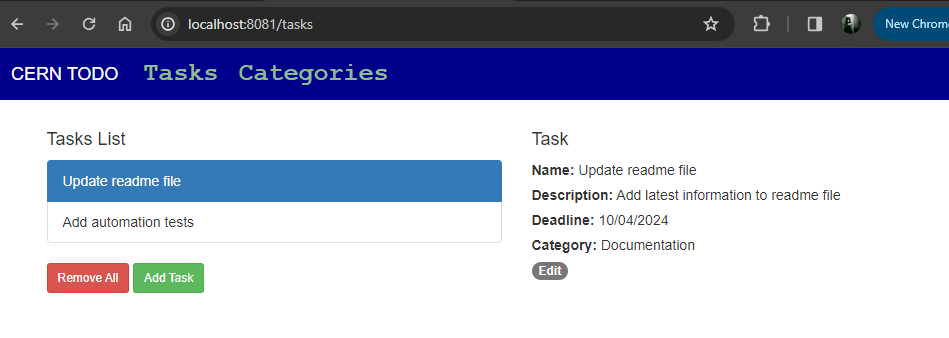 localhost:8081/tasks
New Chrom
CERN TODO Tasks Categories
Tasks List
Update readme file
Add automation tests
Remove All Add Task
Task
Name: Update readme file
Description: Add latest information to readme file
Deadline: 10/04/2024
Category: Documentation
Edit